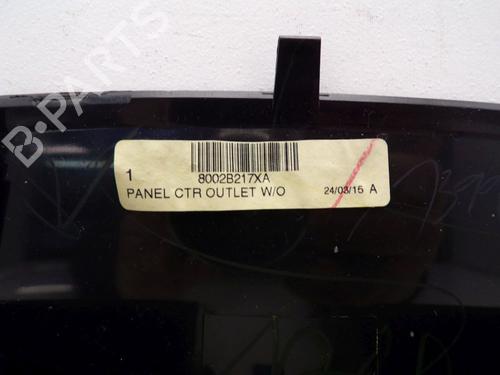 B-PARTS
1
8002B217XA
PANEL CTR OUTLET W/O
24/03/15 A